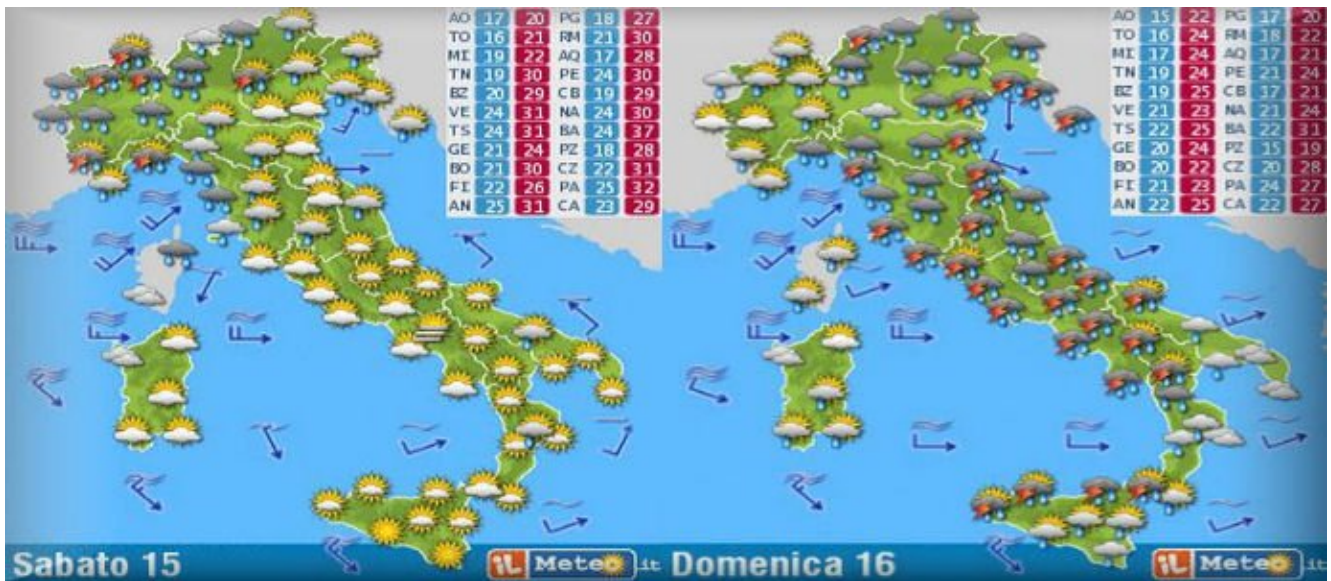 AO 17 20 PG 18 27
TO 16 21 RM 21 30
MI 19 22 AQ 17 28
TN 19 30 PE 24 30
BZ 20 29 CB 19 29
VE 24 31 NA 24 30
TS 24 31 BA 24 37
GE 21 24 PZ 18 28
BO 21 30 CZ 22 31
FI 22 26 PA 25 32
AN 25 31 CA 23 29
Sabato 15
iL Meteo.it
AO 15 22 PG 17 20
TO 16 24 RM 18 22
MI 17 24 AQ 17 21
TN 19 24 PE 21 24
BZ 19 25 CB 17 21
VE 21 23 NA 21 24
TS 22 25 BA 22 31
GE 20 24 PZ 15 19
BO 20 22 CZ 20 28
FI 21 23 PA 24 27
AN 22 25 CA 22 27
Domenica 16
iL Meteo.it